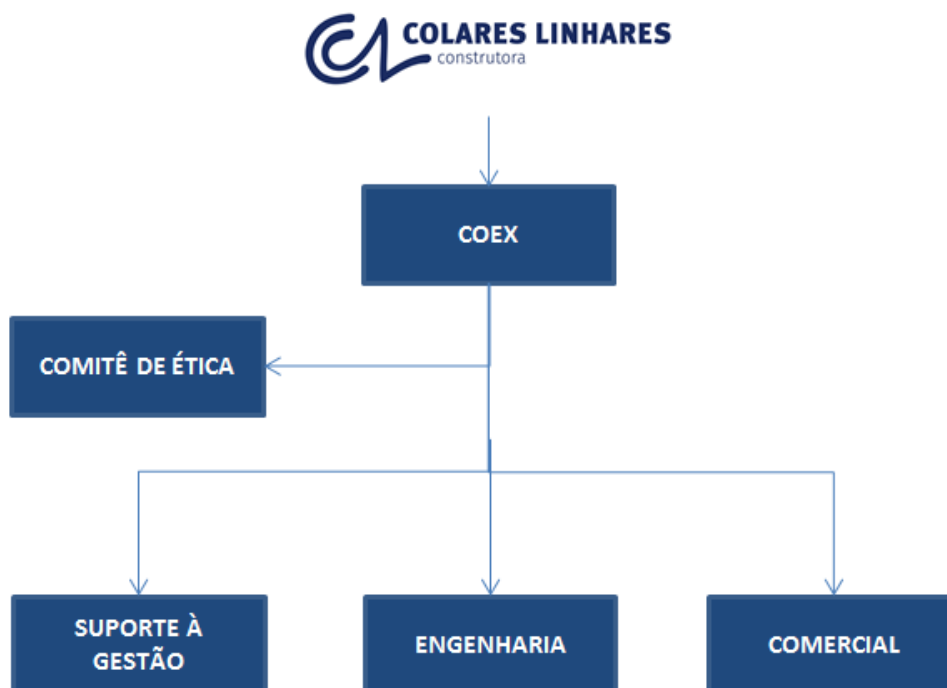 COLARES LINHARES
construtora
COEX
COMITÊ DE ÉTICA
SUPORTE À
GESTÃO
ENGENHARIA
COMERCIAL